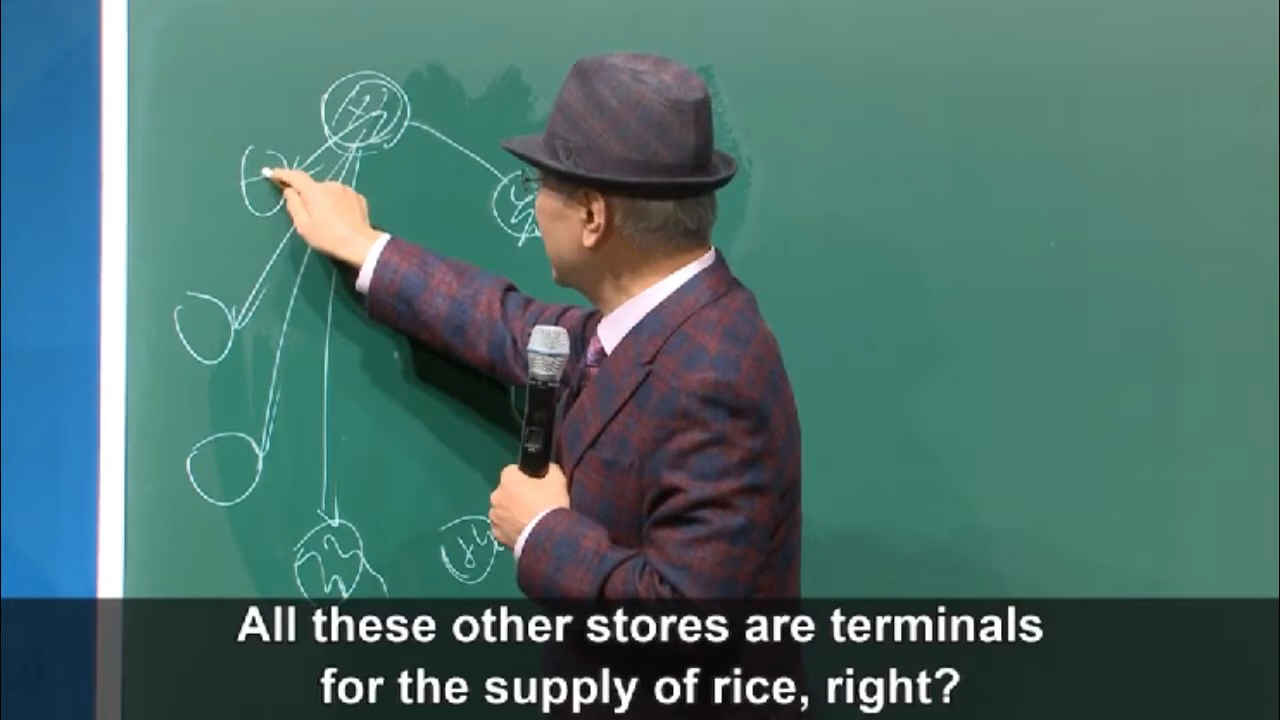 All these other stores are terminals
for the supply of rice, right?